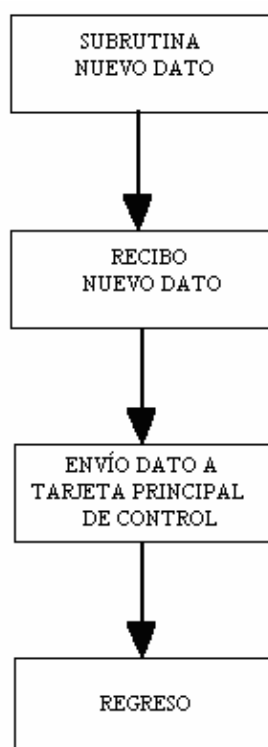 SUBRUTINA
NUEVO DATO
RECIBO
NUEVO DATO
ENVÍO DATO A
TARJETA PRINCIPAL
DE CONTROL
REGRESO